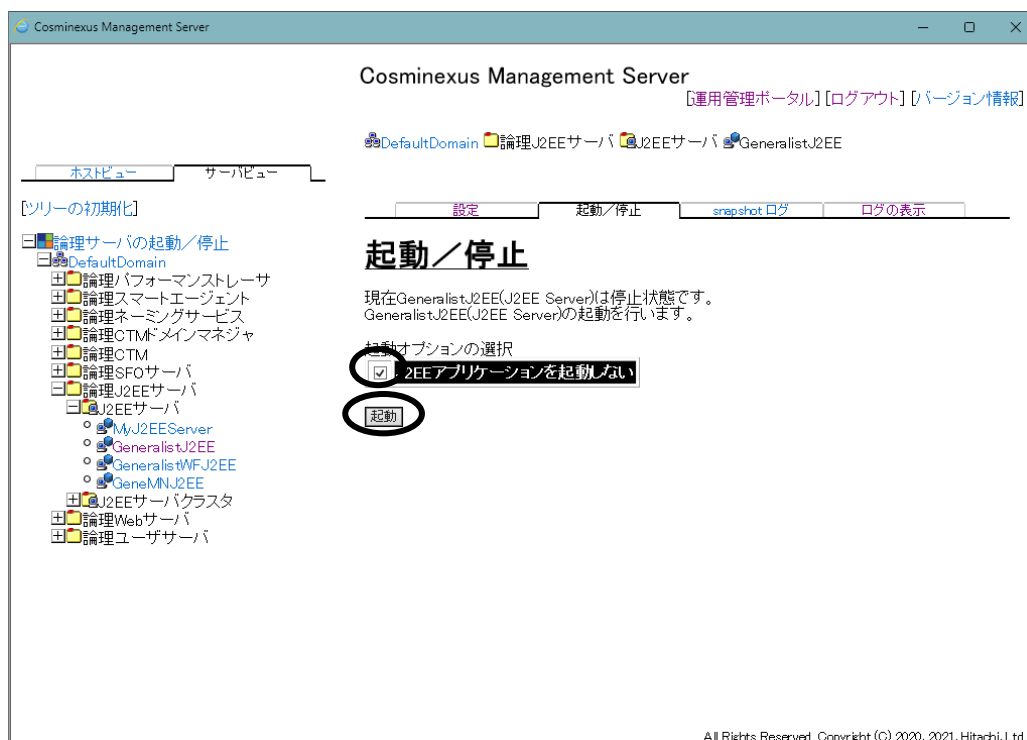 Cosminexus Management Server
Cosminexus Management Server
[運用管理ポータル] [ログアウト] [バージョン情報]
DefaultDomain 論理J2EEサーバ J2EEサーバ GeneralistJ2EE
ホストビュー サーバビュー
[ツリーの初期化]
設定 起動／停止 snapshot ログ ログの表示
論理サーバの起動／停止
DefaultDomain
論理パフォーマンストレーサ
論理スマートエージェント
論理ネーミングサービス
論理CTMドメインマネジャ
論理CTM
論理SFOサーバ
論理J2EEサーバ
J2EEサーバ
MyJ2EEServer
GeneralistJ2EE
GeneralistWFJ2EE
GeneMNJ2EE
J2EEサーバクラスタ
論理Webサーバ
論理ユーザサーバ
起動／停止
現在GeneralistJ2EE(J2EE Server)は停止状態です。
GeneralistJ2EE(J2EE Server)の起動を行います。
起動オプションの選択
J2EEアプリケーションを起動しない
起動
All Rights Reserved. Copyright (C) 2020, 2021, Hitachi, Ltd